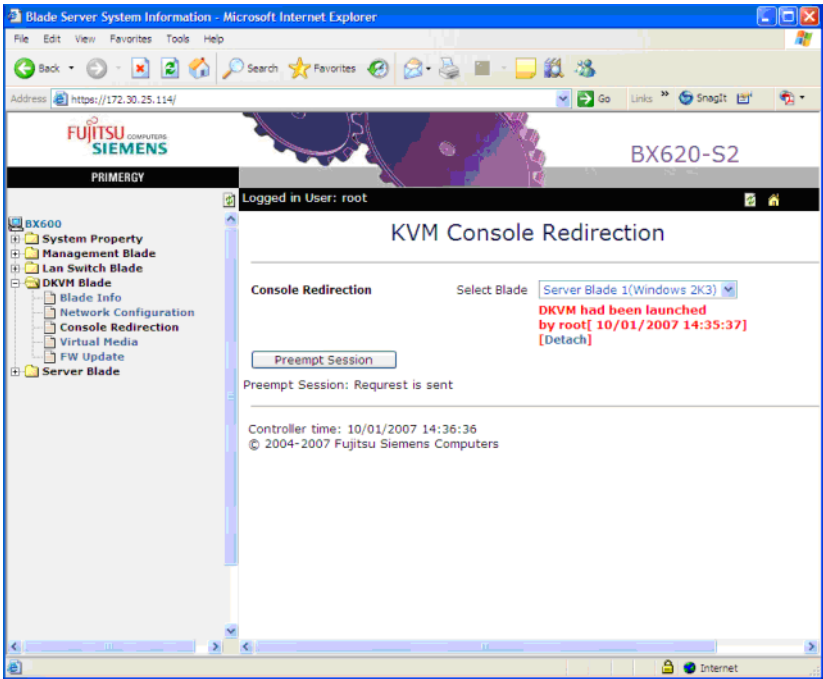 Blade Server System Information - Microsoft Internet Explorer
File Edit View Favorites Tools Help
Back Search Favorites
Address https://172.30.25.114/ Go Links » SnagIt
FUJITSU COMPUTERS
SIEMENS
BX620-S2
PRIMERGY
Logged in User: root
BX600
System Property
Management Blade
Lan Switch Blade
DKVM Blade
Blade Info
Network Configuration
Console Redirection
Virtual Media
FW Update
Server Blade
KVM Console Redirection
Console Redirection Select Blade Server Blade 1(Windows 2K3)
DKVM had been launched
by root[ 10/01/2007 14:35:37]
[Detach]
Preempt Session
Preempt Session: Requrest is sent
Controller time: 10/01/2007 14:36:36
© 2004-2007 Fujitsu Siemens Computers
Internet